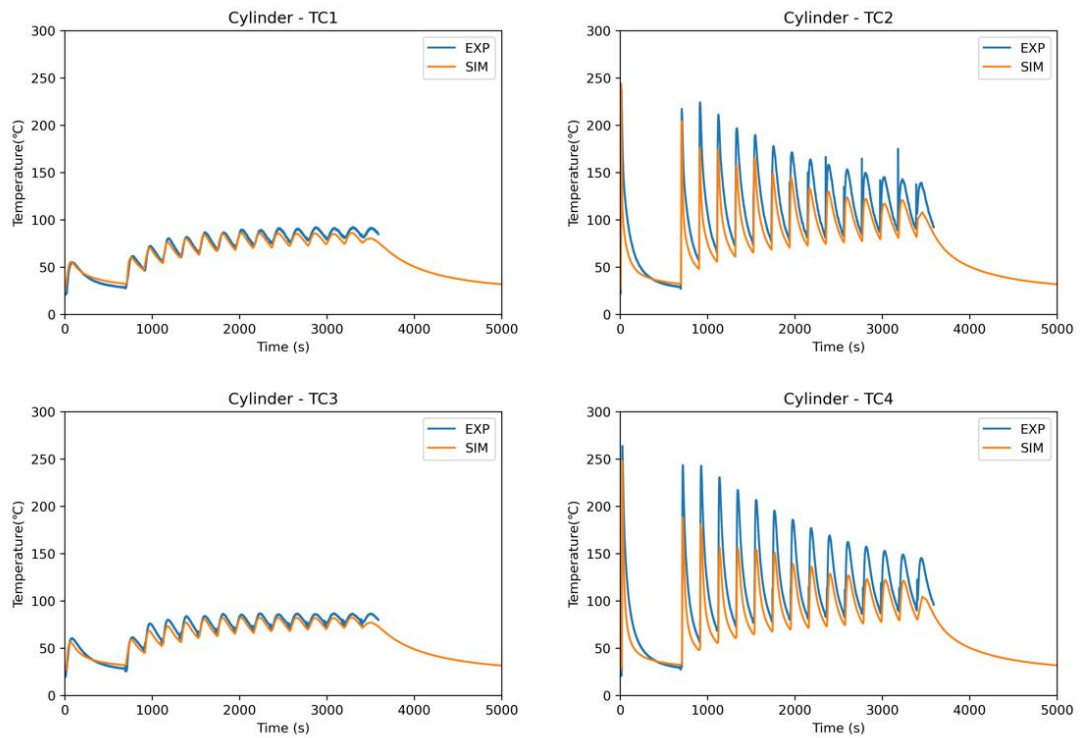 Cylinder - TC1
300
250
200
150
100
50
0
Temperature(℃)
EXP
SIM
0 1000 2000 3000 4000 5000
Time (s)
Cylinder - TC2
300
250
200
150
100
50
0
Temperature(℃)
EXP
SIM
0 1000 2000 3000 4000 5000
Time (s)
Cylinder - TC3
300
250
200
150
100
50
0
Temperature(℃)
EXP
SIM
0 1000 2000 3000 4000 5000
Time (s)
Cylinder - TC4
300
250
200
150
100
50
0
Temperature(℃)
EXP
SIM
0 1000 2000 3000 4000 5000
Time (s)